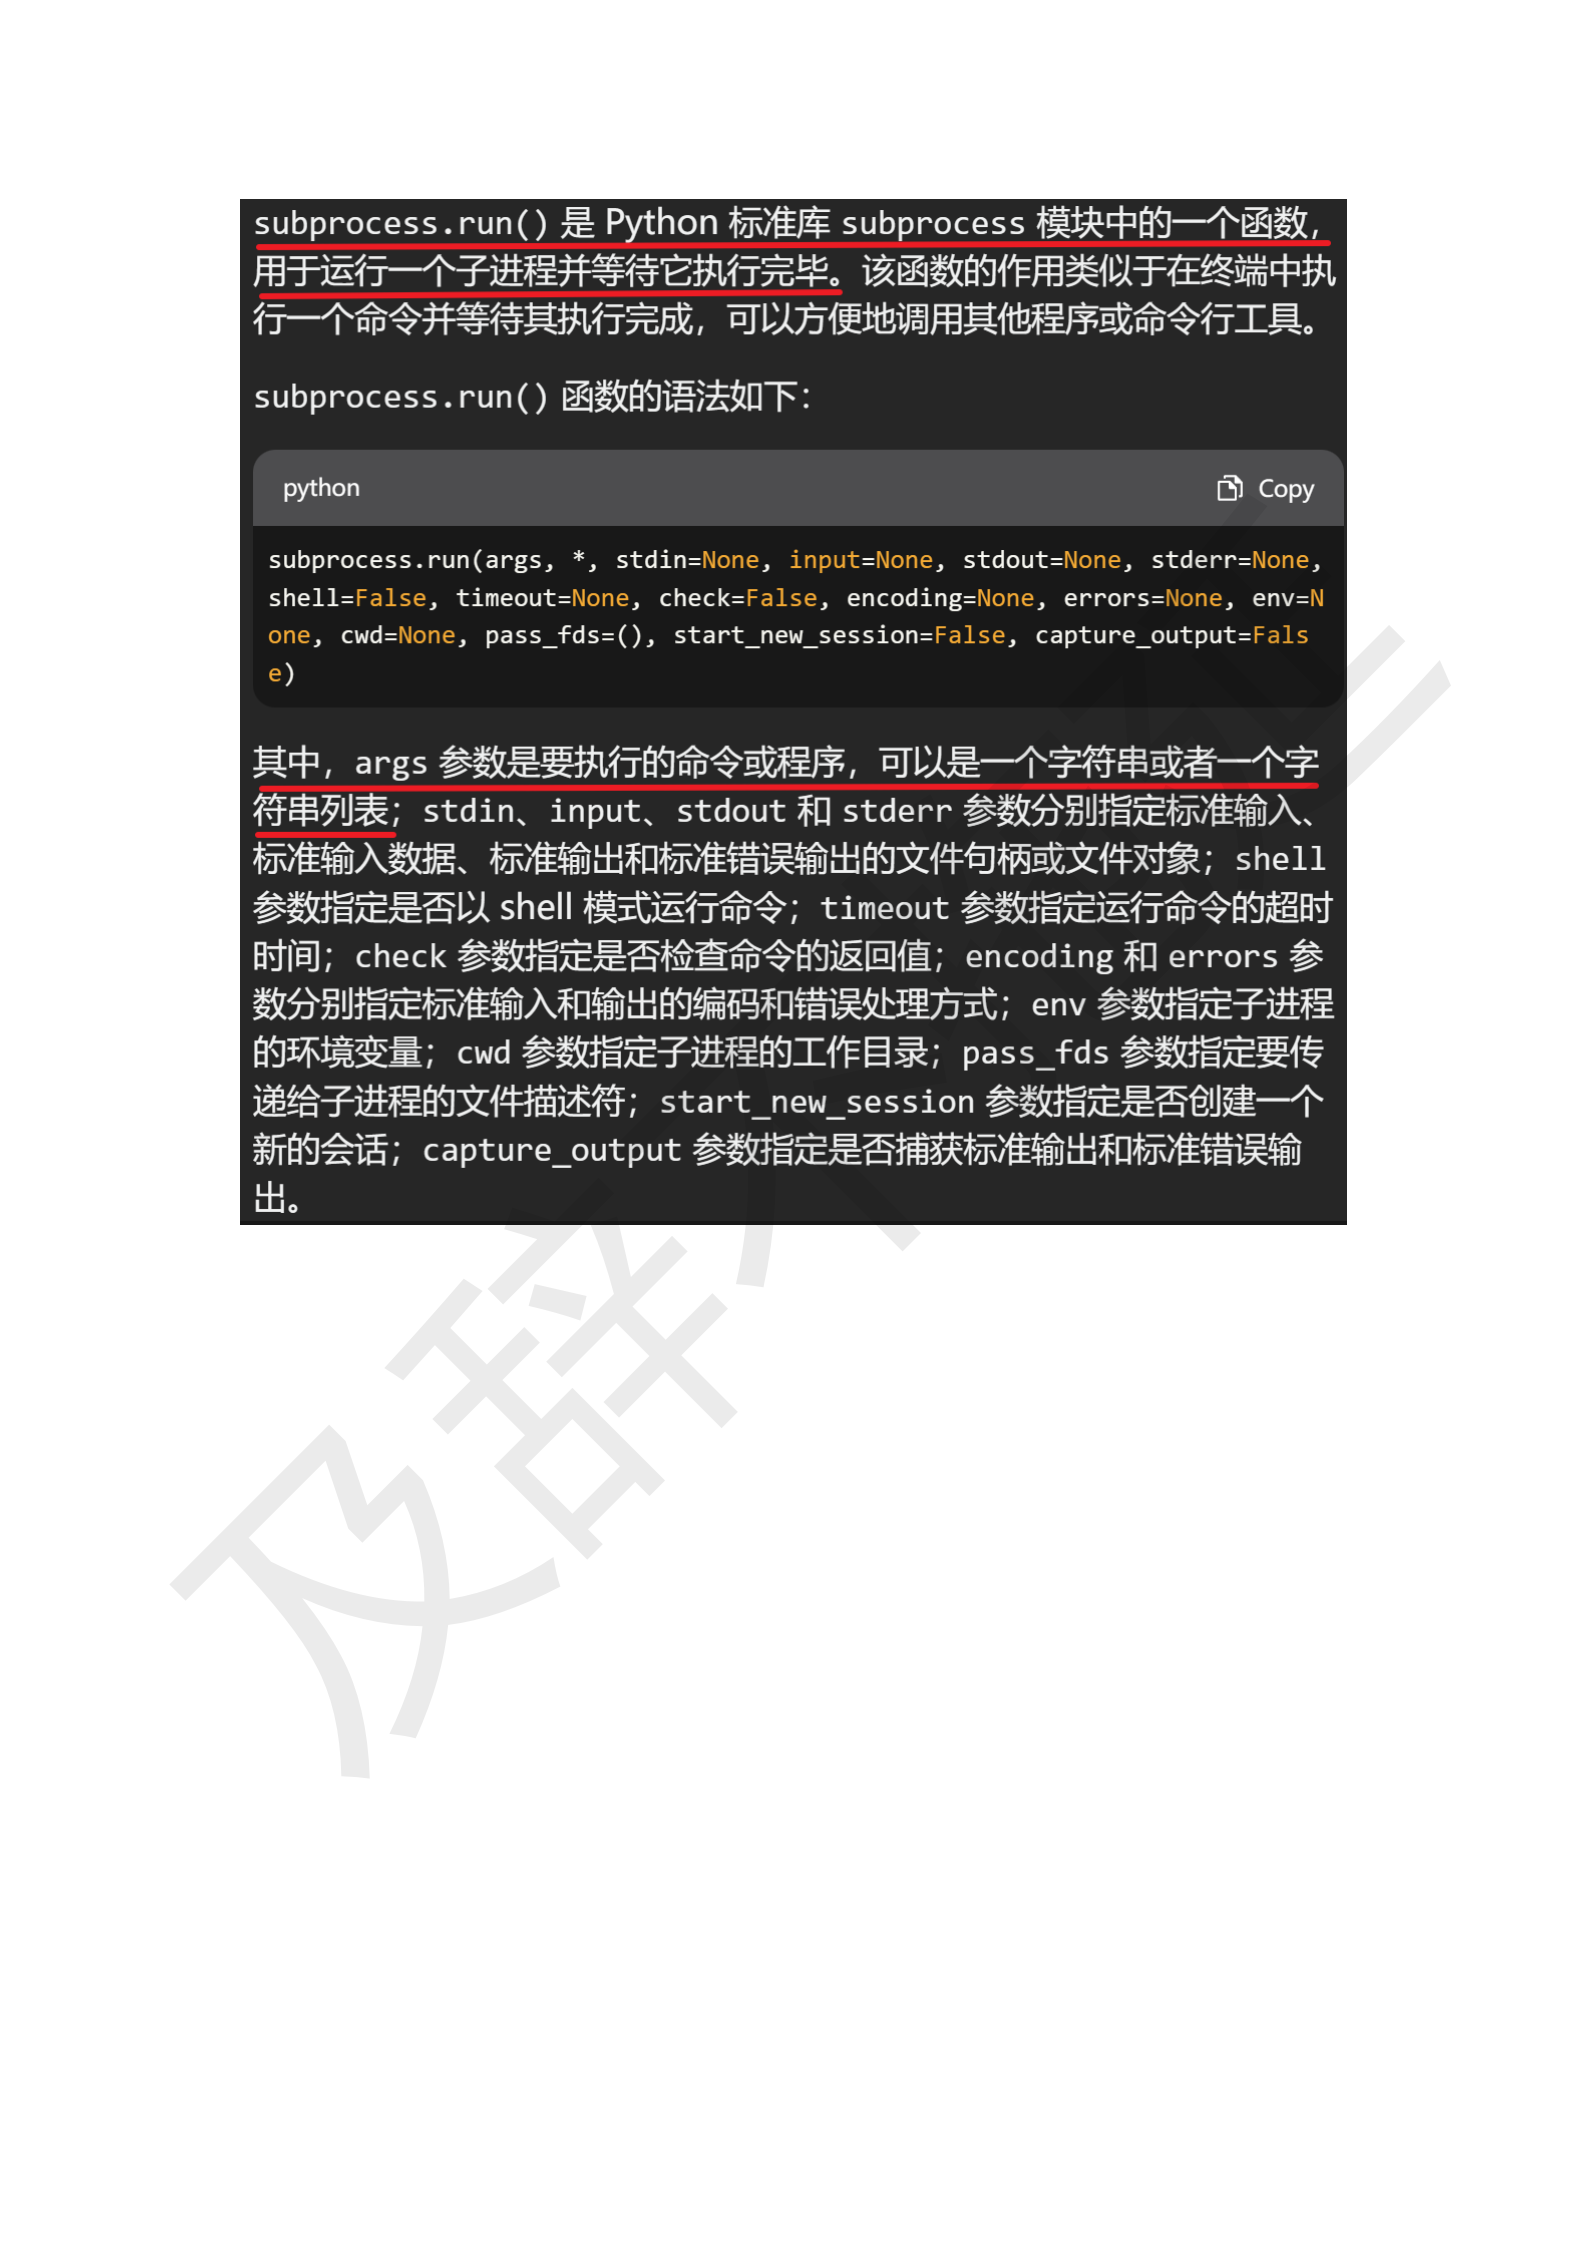 subprocess.run() 是 Python 标准库 subprocess 模块中的一个函数，
用于运行一个子进程并等待它执行完毕。该函数的作用类似于在终端中执
行一个命令并等待其执行完成，可以方便地调用其他程序或命令行工具。
subprocess.run() 函数的语法如下：
python Copy
subprocess.run(args, *, stdin=None, input=None, stdout=None, stderr=None,
shell=False, timeout=None, check=False, encoding=None, errors=None, env=N
one, cwd=None, pass_fds=(), start_new_session=False, capture_output=Fals
e)
其中，args 参数是要执行的命令或程序，可以是一个字符串或者一个字
符串列表；stdin、input、stdout 和 stderr 参数分别指定标准输入、
标准输入数据、标准输出和标准错误输出的文件句柄或文件对象；shell
参数指定是否以 shell 模式运行命令；timeout 参数指定运行命令的超时
时间；check 参数指定是否检查命令的返回值；encoding 和 errors 参
数分别指定标准输入和输出的编码和错误处理方式；env 参数指定子进程
的环境变量；cwd 参数指定子进程的工作目录；pass_fds 参数指定要传
递给子进程的文件描述符；start_new_session 参数指定是否创建一个
新的会话；capture_output 参数指定是否捕获标准输出和标准错误输
出。
及辞